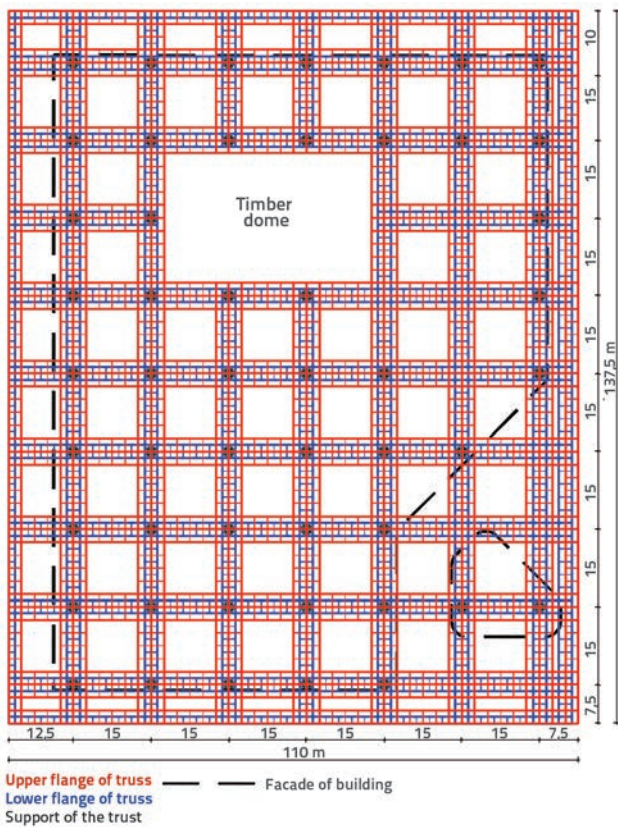 Timber
dome
10
15
15
15
15
15
15
15
15
7,5
137,5 m
12,5
15
15
15
15
15
15
7,5
110 m
Upper flange of truss
Facade of building
Lower flange of truss
Support of the trust